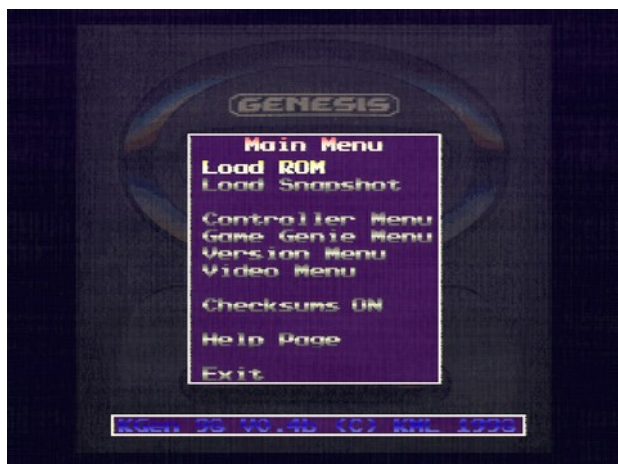 GENESIS
Main Menu
Load ROM
Load Snapshot
Controller Menu
Game Genie Menu
Version Menu
Video Menu
Checksums ON
Help Page
Exit
KGen 98 V0.4b (C) KML 1998